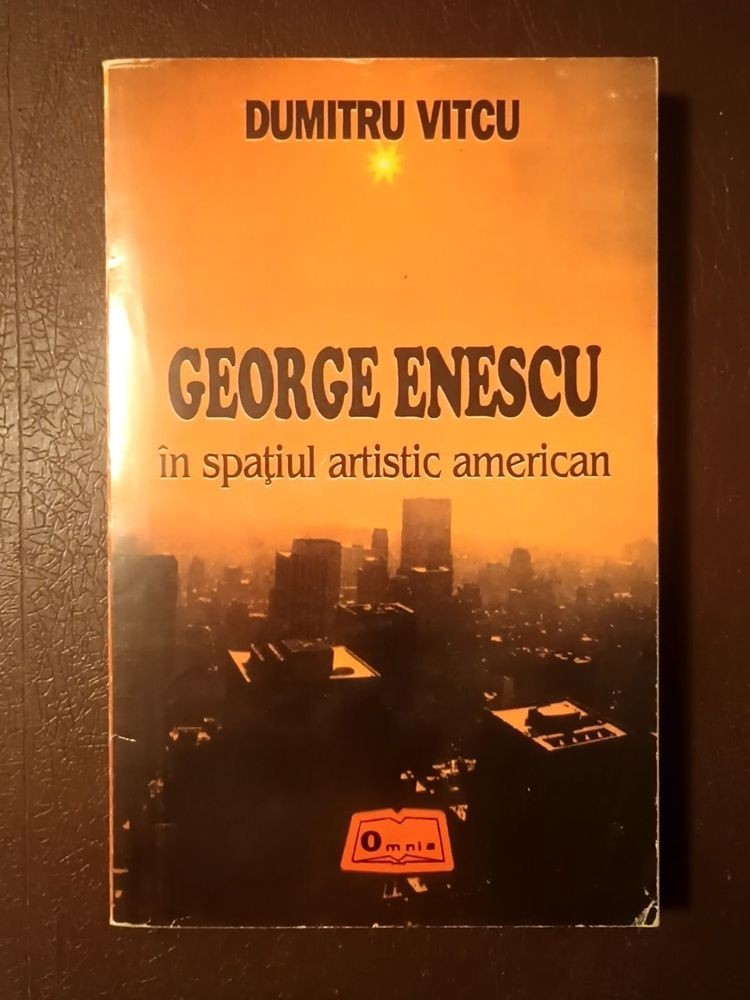 DUMITRU VITCU
GEORGE ENESCU
în spaţiul artistic american
Omnia